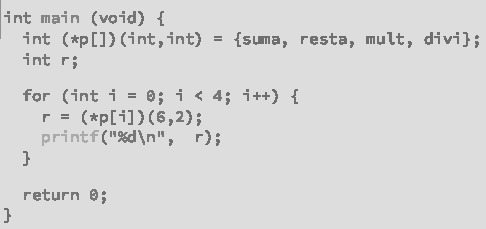 int main (void) {
  int (*p[])(int,int) = {suma, resta, mult, divi};
  int r;

  for (int i = 0; i < 4; i++) {
    r = (*p[i])(6,2);
    printf("%d\n",  r);
  }

  return 0;
}